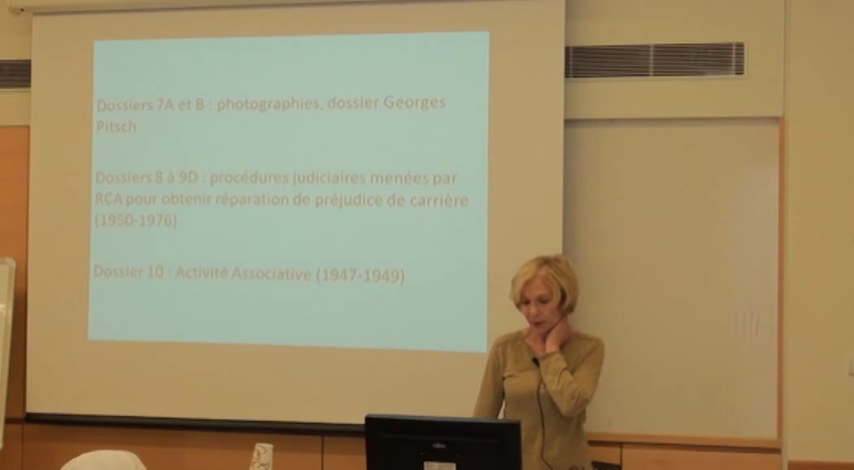 Dossiers 7A et B : photographies, dossier Georges
Pitsch
Dossiers 8 à 9D : procédures judiciaires menées par
RCA pour obtenir réparation de préjudice de carrière
(1950-1976)
Dossier 10 : Activité Associative (1947-1949)